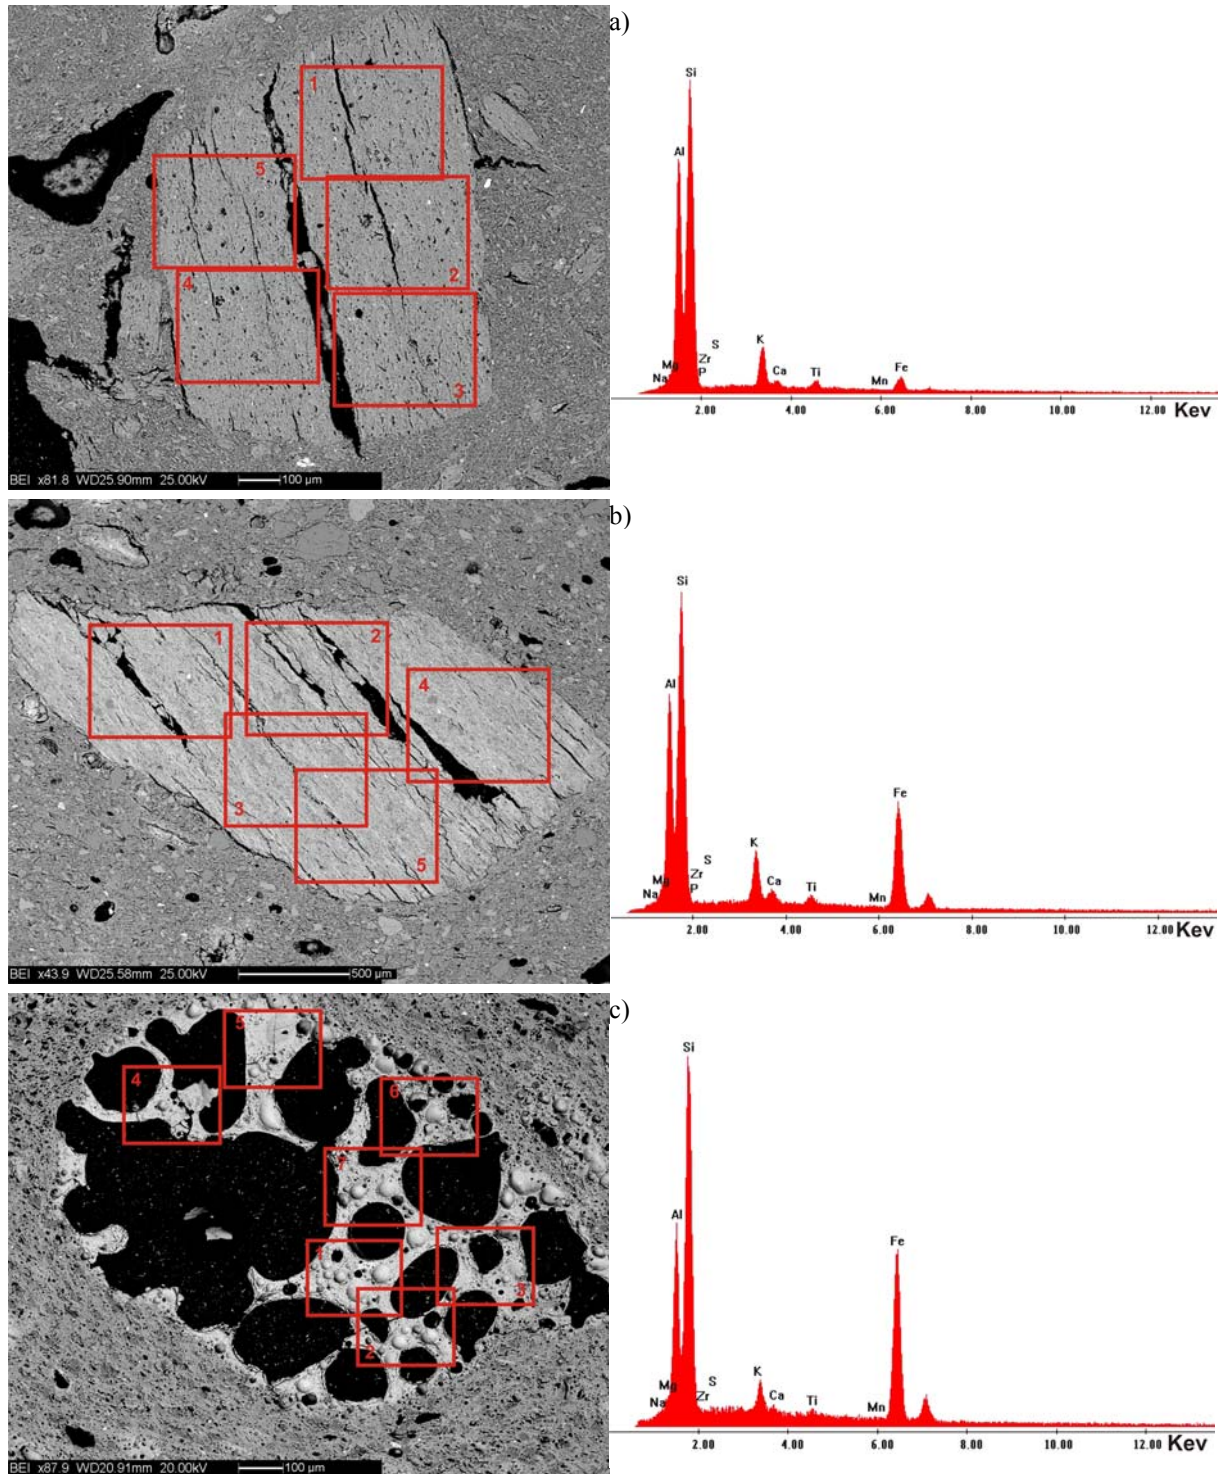 a)
1
5
2
4
3
BEI x81.8 WD25.90mm 25.00kV 100 µm
Si
Al
K
S
Zr
Mg
P
Na
Ca
Ti
Mn
Fe
2.00 4.00 6.00 8.00 10.00 12.00 Kev
b)
1
2
4
3
5
BEI x43.9 WD25.58mm 25.00kV 500 µm
Si
Al
Fe
K
S
Zr
Mg
P
Na
Ca
Ti
Mn
2.00 4.00 6.00 8.00 10.00 12.00 Kev
c)
5
4
6
7
1
3
2
BEI x87.9 WD20.91mm 20.00kV 100 µm
Si
Al
Fe
K
S
Mg
Zr
Na
Ca
Ti
Mn
2.00 4.00 6.00 8.00 10.00 12.00 Kev